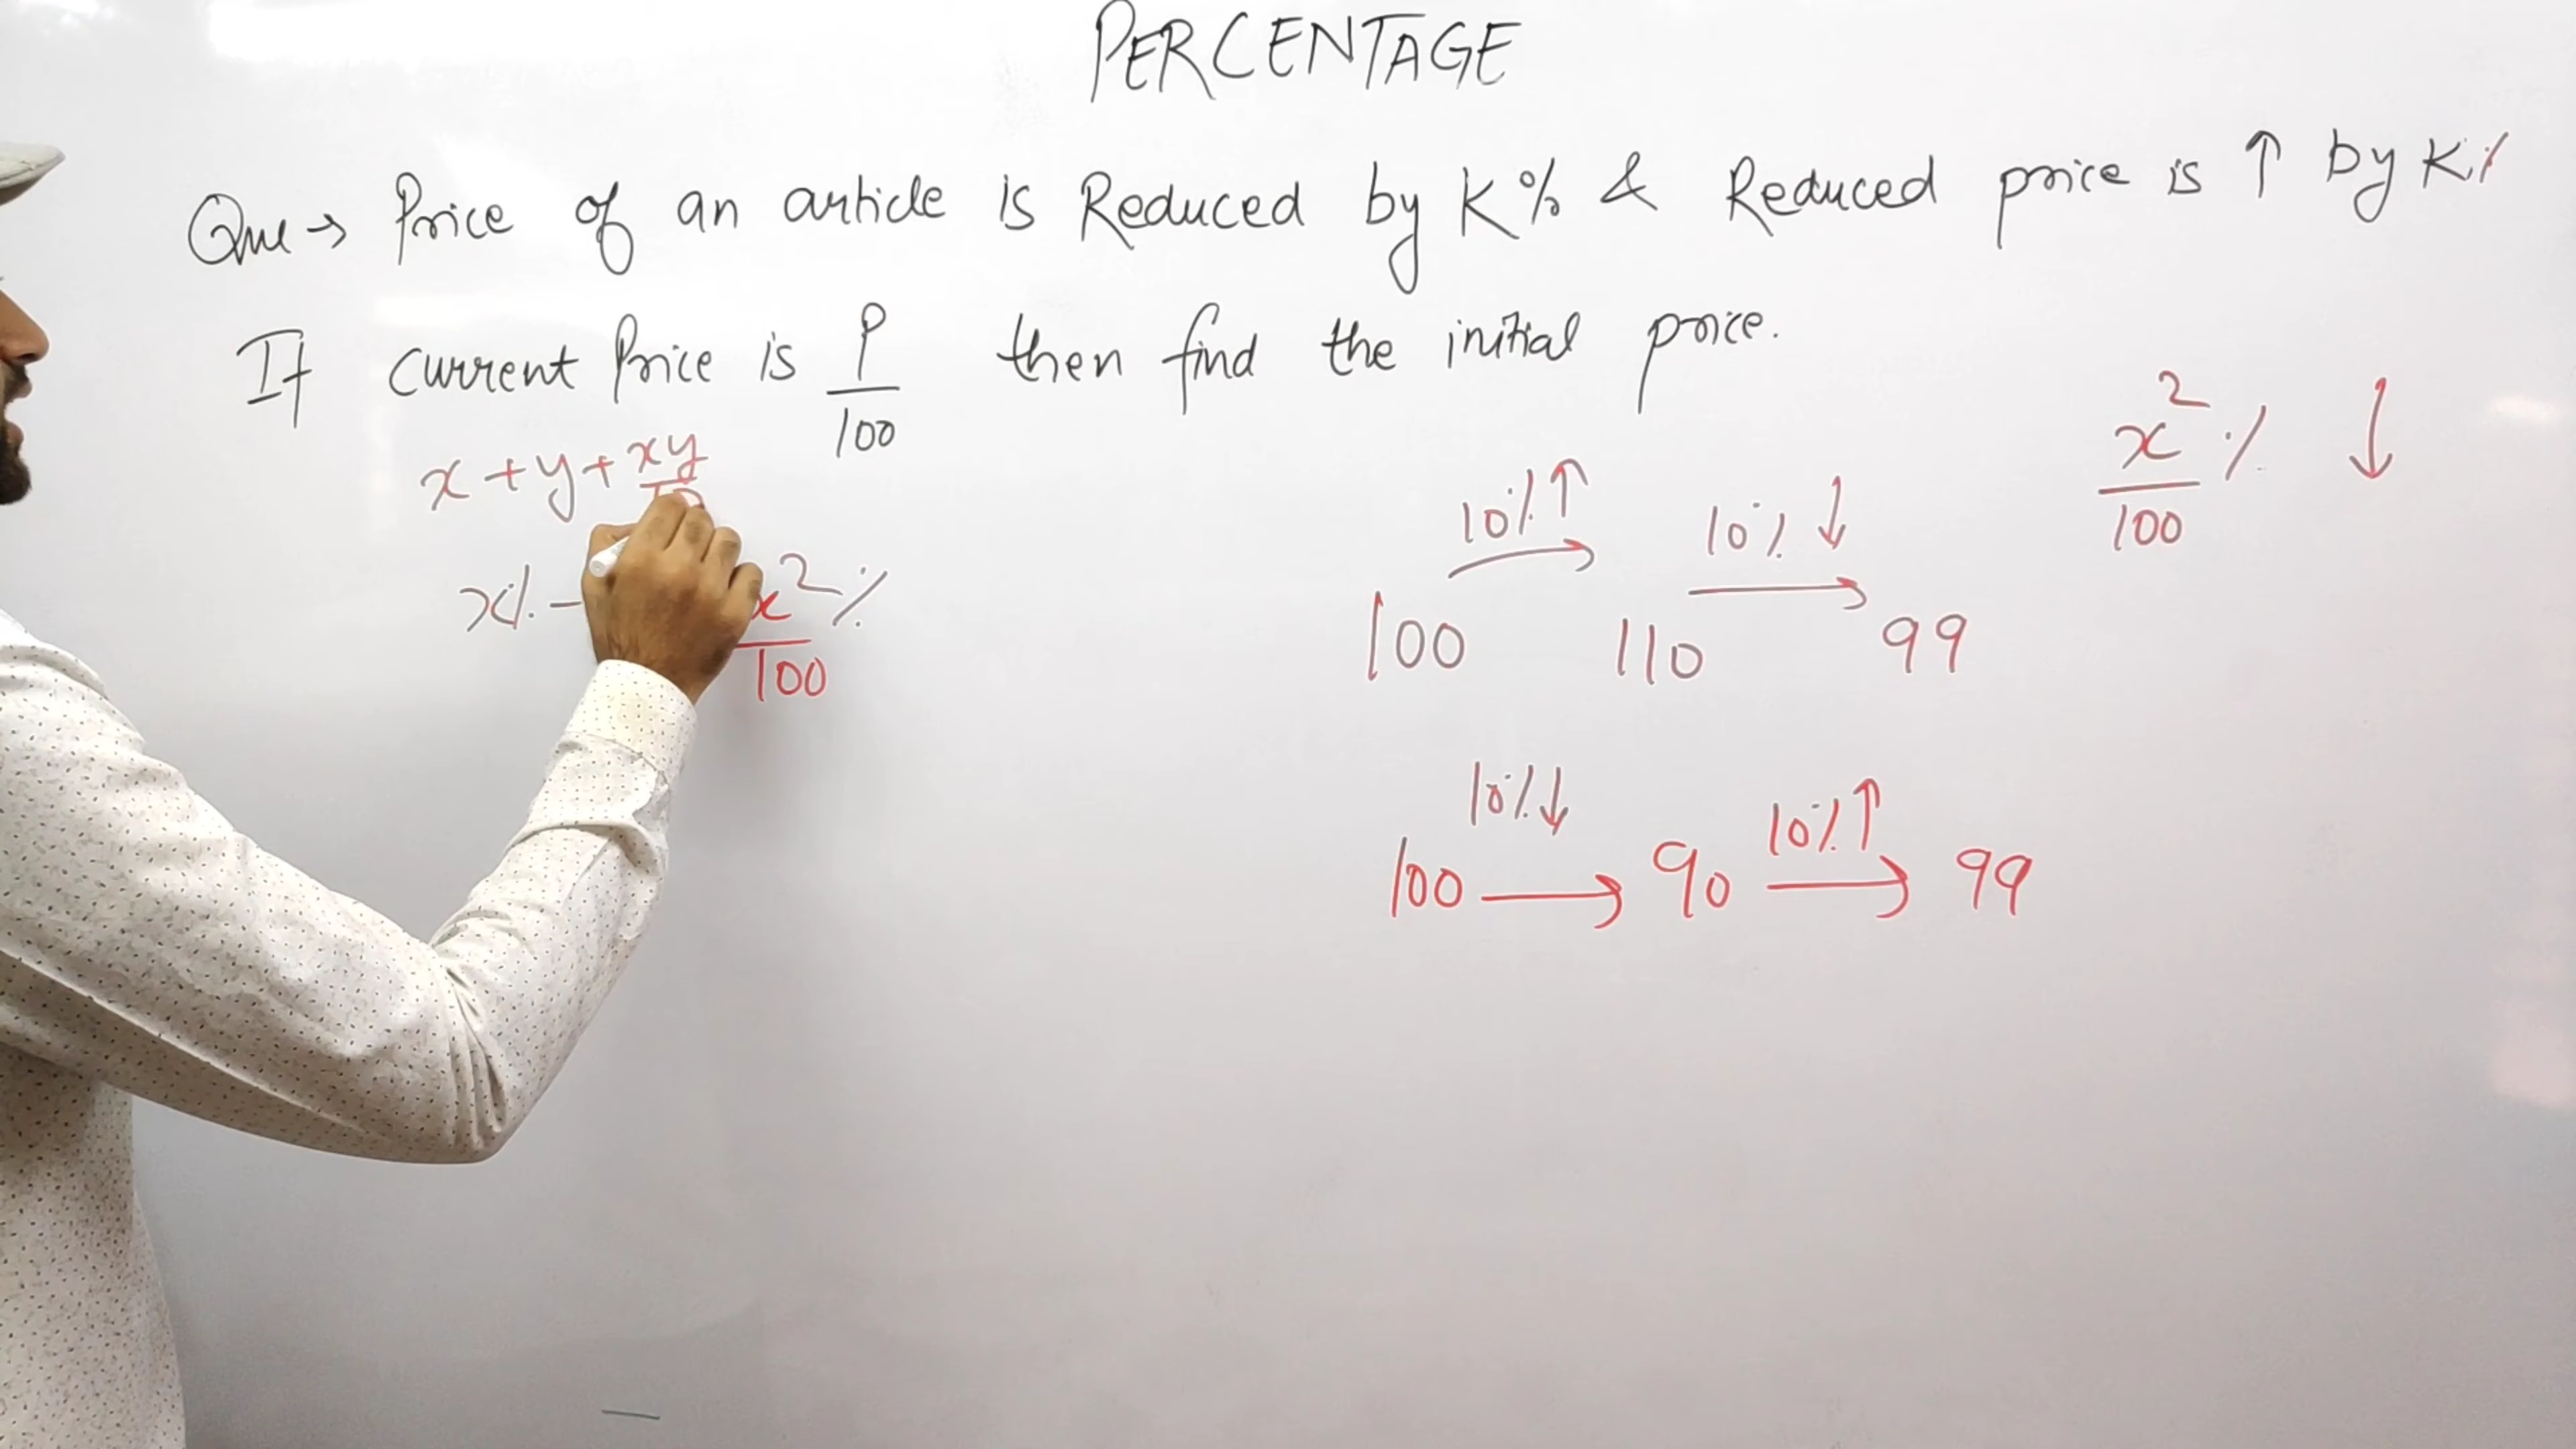 PERCENTAGE
Que → Price of an article is Reduced by K% & Reduced price is ↑ by K%
If current Price is P/100 then find the initial price.
x + y + xy/
x% - x²/100 %
x²/100 % ↓
10% ↑ 10% ↓
100 110 99
10% ↓ 10% ↑
100 → 90 → 99